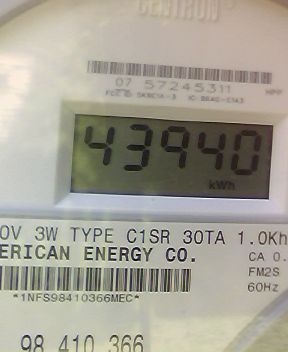 CENTRON
07 57245311
43940
kWh
0V 3W TYPE C1SR 30TA 1.0Kh
ERICAN ENERGY CO.
CA 0.
FM2S
60Hz
*1NFS98410366MEC*
98 410 366